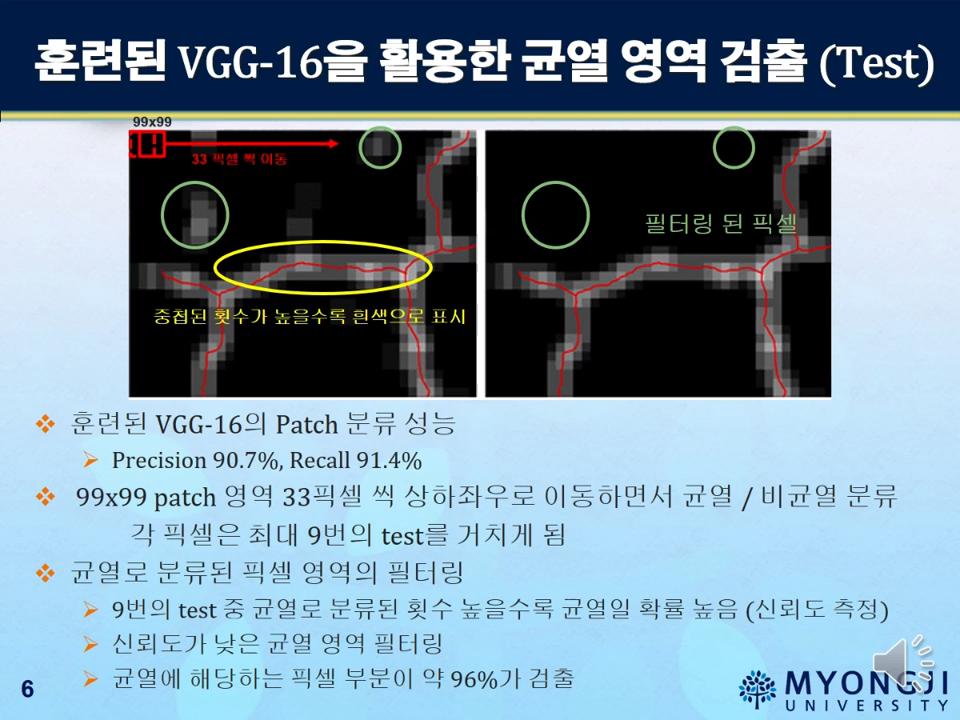 훈련된 VGG-16을 활용한 균열 영역 검출 (Test)
99x99
33 픽셀 씩 이동
필터링 된 픽셀
중첩된 횟수가 높을수록 흰색으로 표시
훈련된 VGG-16의 Patch 분류 성능
Precision 90.7%, Recall 91.4%
99x99 patch 영역 33픽셀 씩 상하좌우로 이동하면서 균열 / 비균열 분류
각 픽셀은 최대 9번의 test를 거치게 됨
균열로 분류된 픽셀 영역의 필터링
9번의 test 중 균열로 분류된 횟수 높을수록 균열일 확률 높음 (신뢰도 측정)
신뢰도가 낮은 균열 영역 필터링
균열에 해당하는 픽셀 부분이 약 96%가 검출
6
MYONGJI
UNIVERSITY